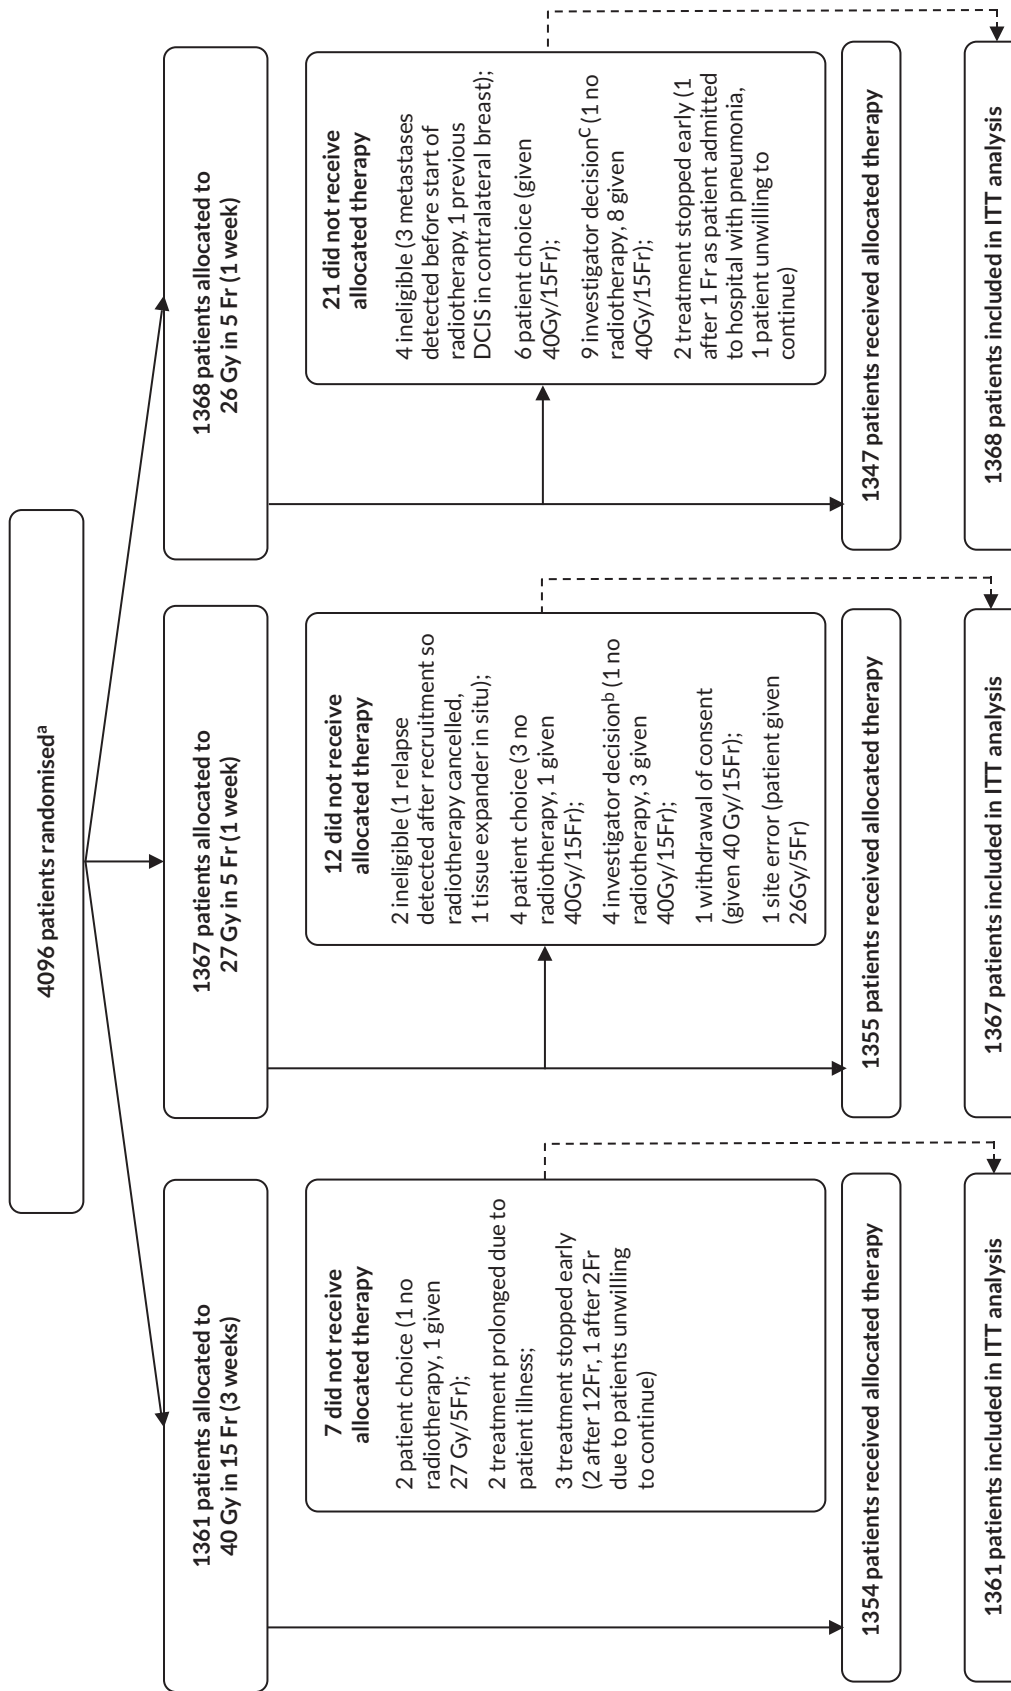 4096 patients randomisedᵃ
1361 patients allocated to
40 Gy in 15 Fr (3 weeks)
1367 patients allocated to
27 Gy in 5 Fr (1 week)
1368 patients allocated to
26 Gy in 5 Fr (1 week)
7 did not receive
allocated therapy
2 patient choice (1 no
radiotherapy, 1 given
27 Gy/5Fr);
2 treatment prolonged due to
patient illness;
3 treatment stopped early
(2 after 12Fr, 1 after 2Fr
due to patients unwilling
to continue)
12 did not receive
allocated therapy
2 ineligible (1 relapse
detected after recruitment so
radiotherapy cancelled,
1 tissue expander in situ);
4 patient choice (3 no
radiotherapy, 1 given
40Gy/15Fr);
4 investigator decisionᵇ (1 no
radiotherapy, 3 given
40Gy/15Fr);
1 withdrawal of consent
(given 40 Gy/15Fr);
1 site error (patient given
26Gy/5Fr)
21 did not receive
allocated therapy
4 ineligible (3 metastases
detected before start of
radiotherapy, 1 previous
DCIS in contralateral breast);
6 patient choice (given
40Gy/15Fr);
9 investigator decisionᶜ (1 no
radiotherapy, 8 given
40Gy/15Fr);
2 treatment stopped early (1
after 1 Fr as patient admitted
to hospital with pneumonia,
1 patient unwilling to
continue)
1354 patients received allocated therapy
1355 patients received allocated therapy
1347 patients received allocated therapy
1361 patients included in ITT analysis
1367 patients included in ITT analysis
1368 patients included in ITT analysis